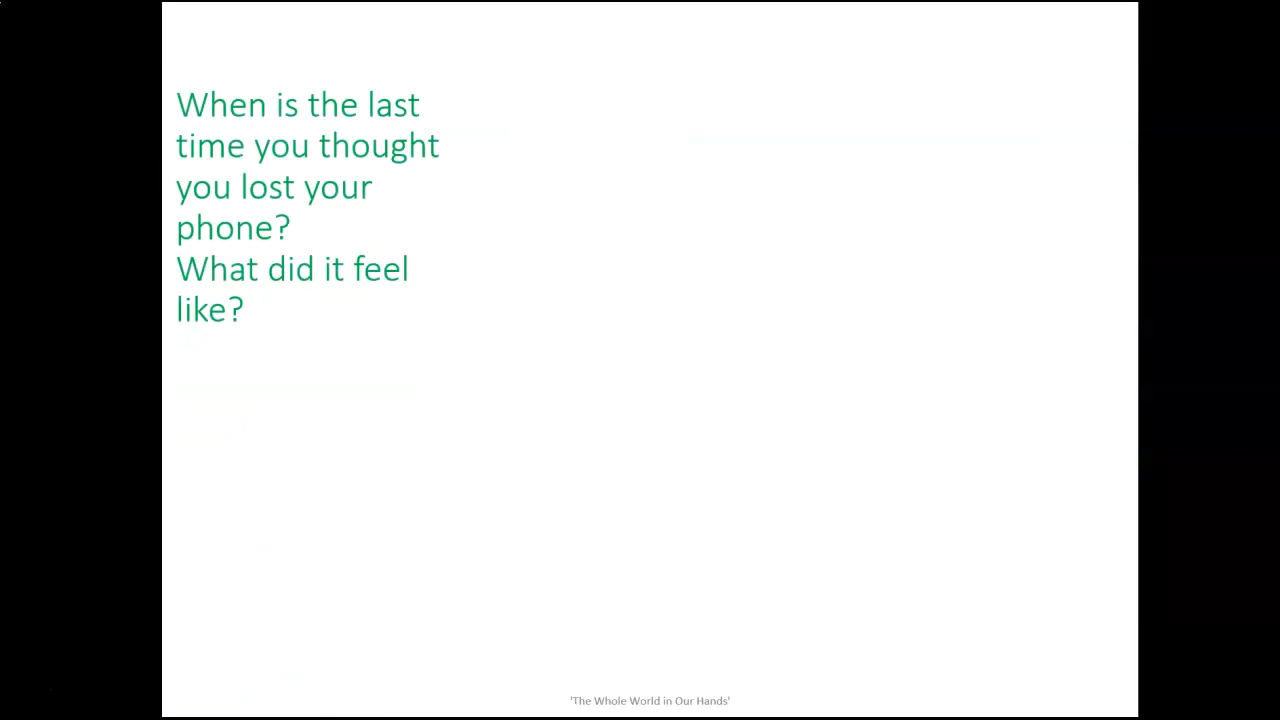 When is the last
time you thought
you lost your
phone?
What did it feel
like?
'The Whole World in Our Hands'